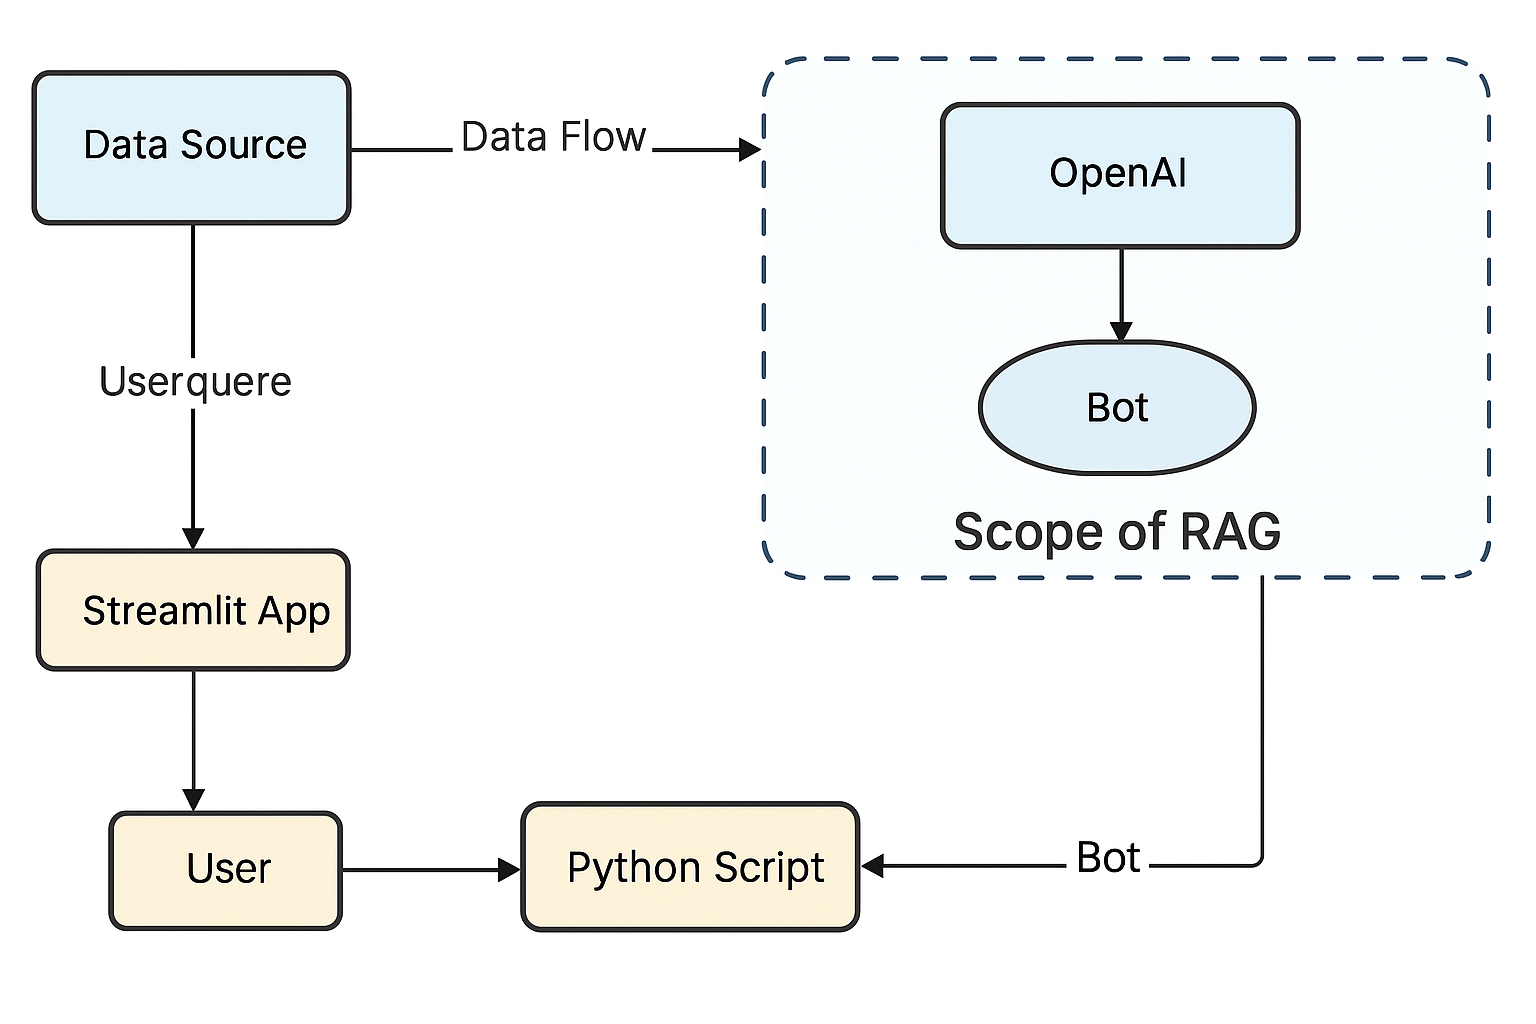 Data Source
Data Flow
OpenAI
Userquere
Bot
Scope of RAG
Streamlit App
User
Python Script
Bot